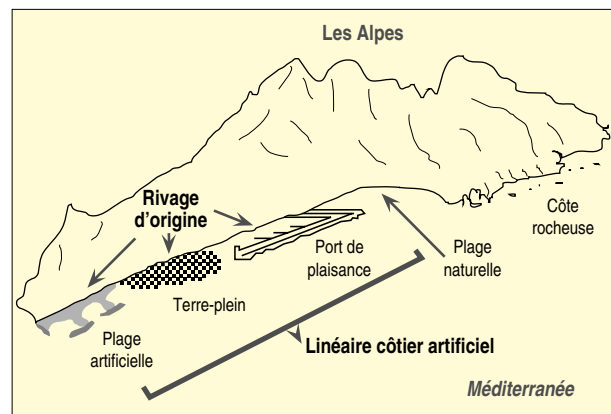 Les Alpes
Rivage
d'origine
Côte
rocheuse
Port de
plaisance
Plage
naturelle
Terre-plein
Plage
artificielle
Linéaire côtier artificiel
Méditerranée